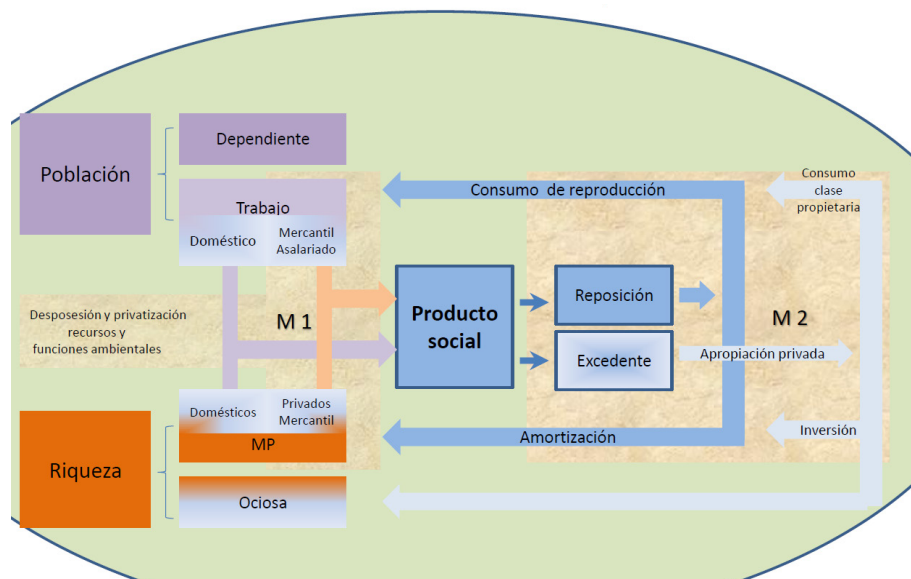 Población
Dependiente
Trabajo
Doméstico
Mercantil
Asalariado
Consumo de reproducción
Consumo
clase
propietaria
Desposesión y privatización
recursos y
funciones ambientales
M 1
Producto
social
Reposición
Excedente
M 2
Apropiación privada
Domésticos
Privados
Mercantil
MP
Amortización
Inversión
Riqueza
Ociosa